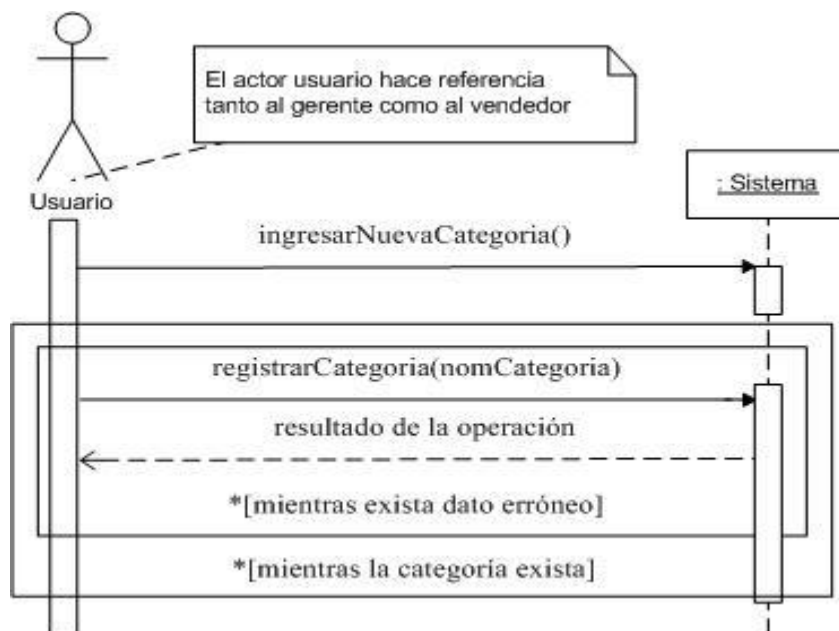 El actor usuario hace referencia
tanto al gerente como al vendedor
Usuario
: Sistema
ingresarNuevaCategoria()
registrarCategoria(nomCategoria)
resultado de la operación
*[mientras exista dato erróneo]
*[mientras la categoría exista]